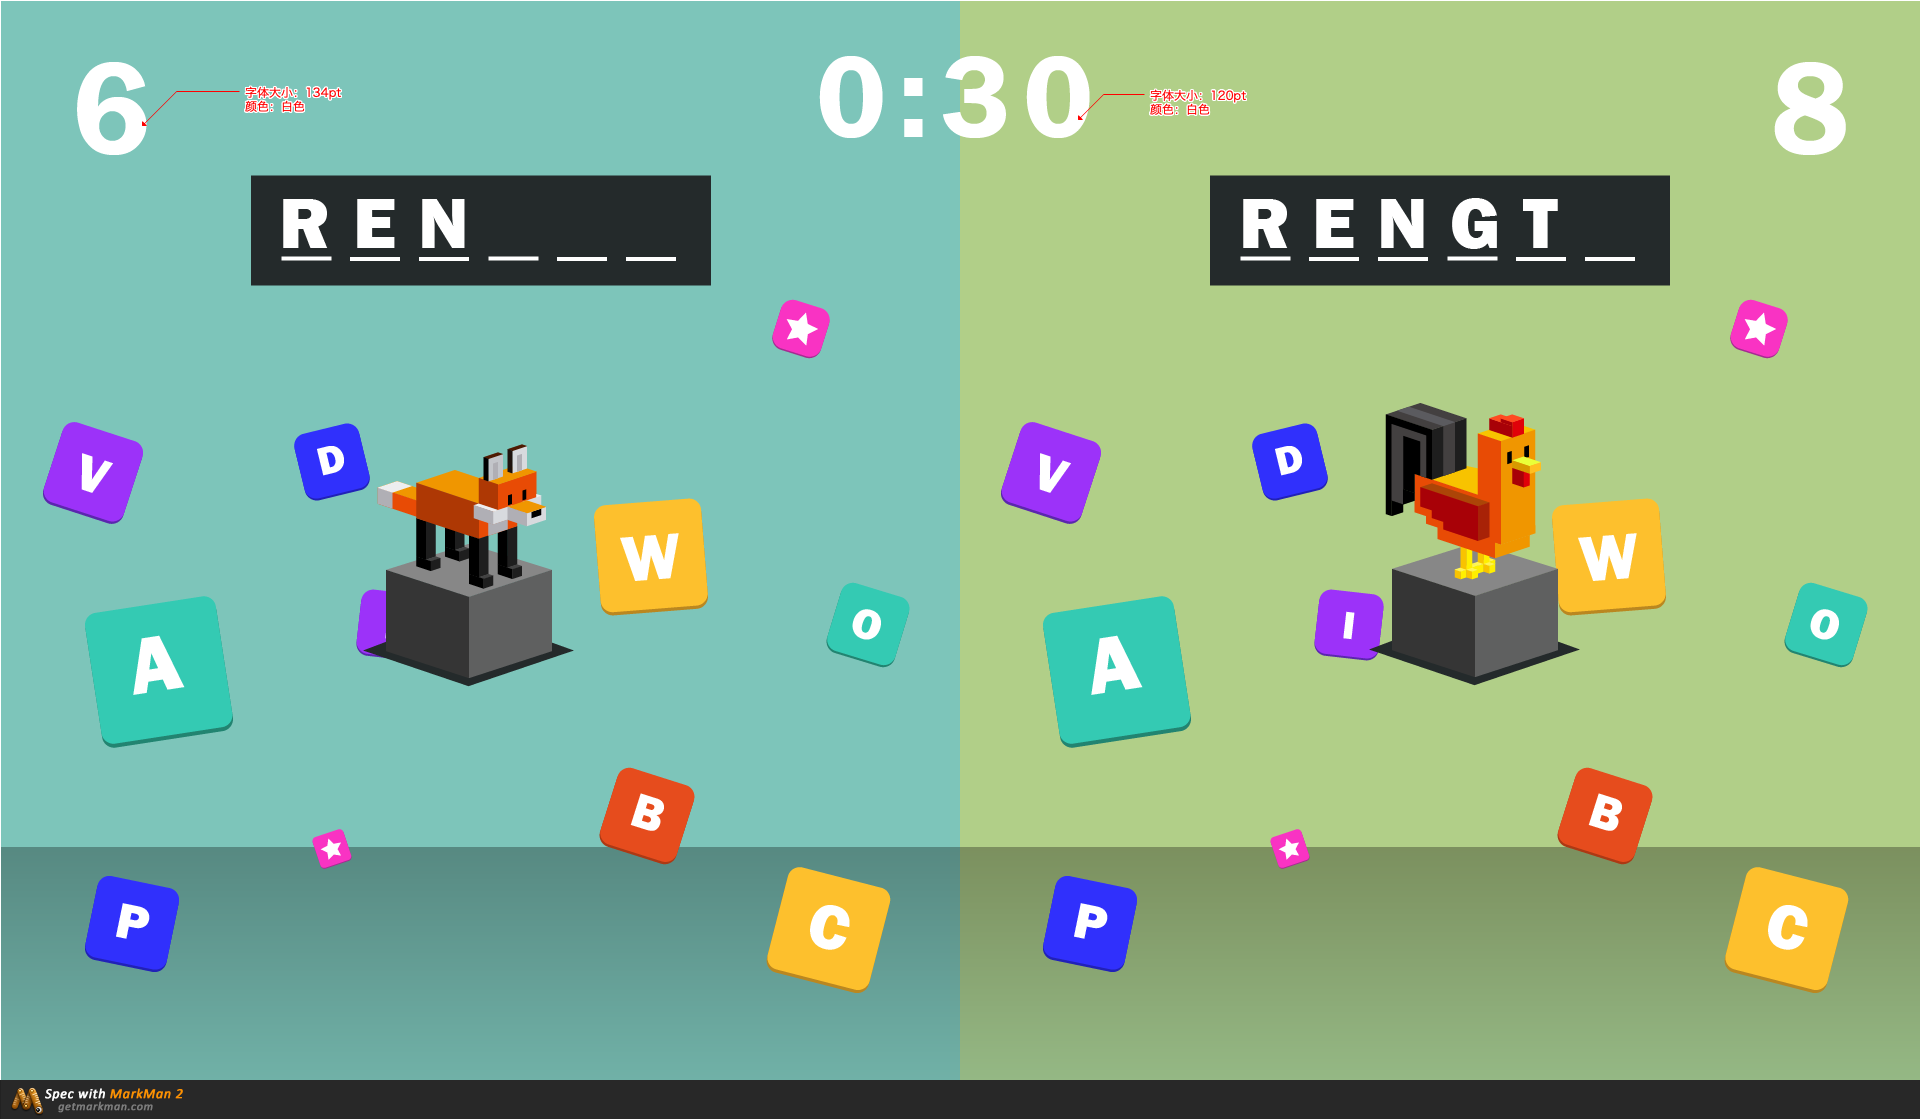 6
字体大小：134pt
颜色：白色
0:30
字体大小：120pt
颜色：白色
8
R E N _ _ _
R E N G T _
V
D
W
A
O
B
P
C
V
D
W
I
A
O
B
P
C
Spec with MarkMan 2
getmarkman.com